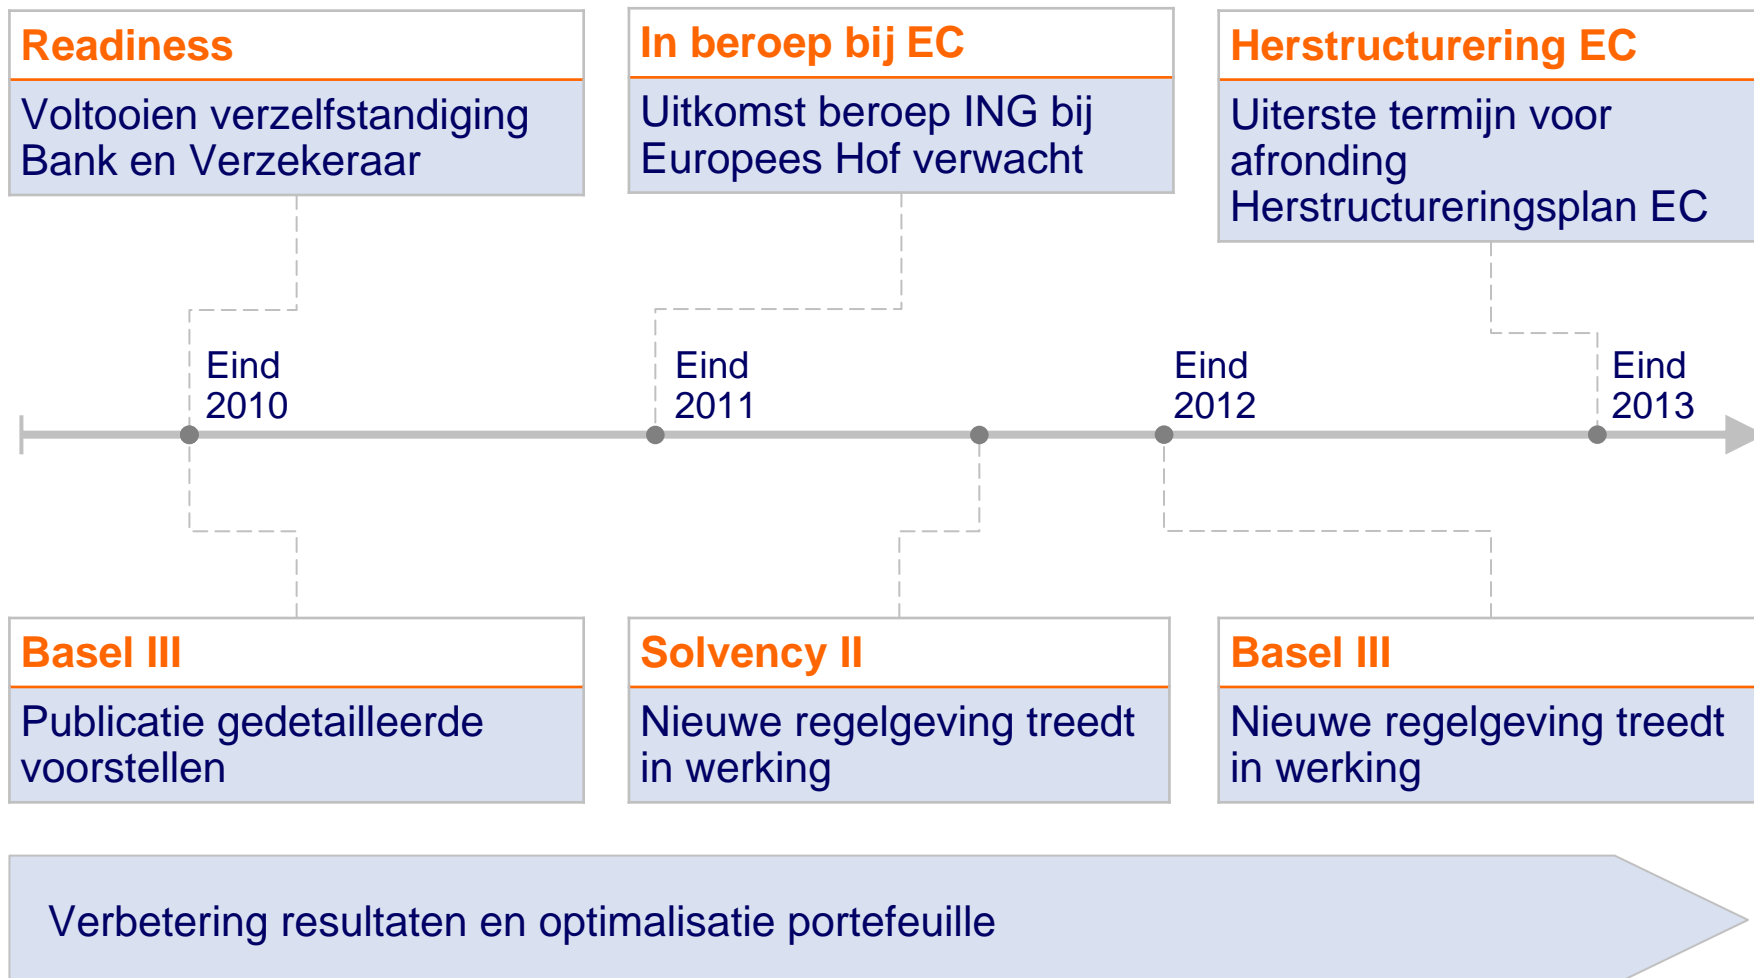 Readiness
Voltooien verzelfstandiging
Bank en Verzekeraar
In beroep bij EC
Uitkomst beroep ING bij
Europees Hof verwacht
Herstructurering EC
Uiterste termijn voor
afronding
Herstructureringsplan EC
Eind
2010
Eind
2011
Eind
2012
Eind
2013
Basel III
Publicatie gedetailleerde
voorstellen
Solvency II
Nieuwe regelgeving treedt
in werking
Basel III
Nieuwe regelgeving treedt
in werking
Verbetering resultaten en optimalisatie portefeuille